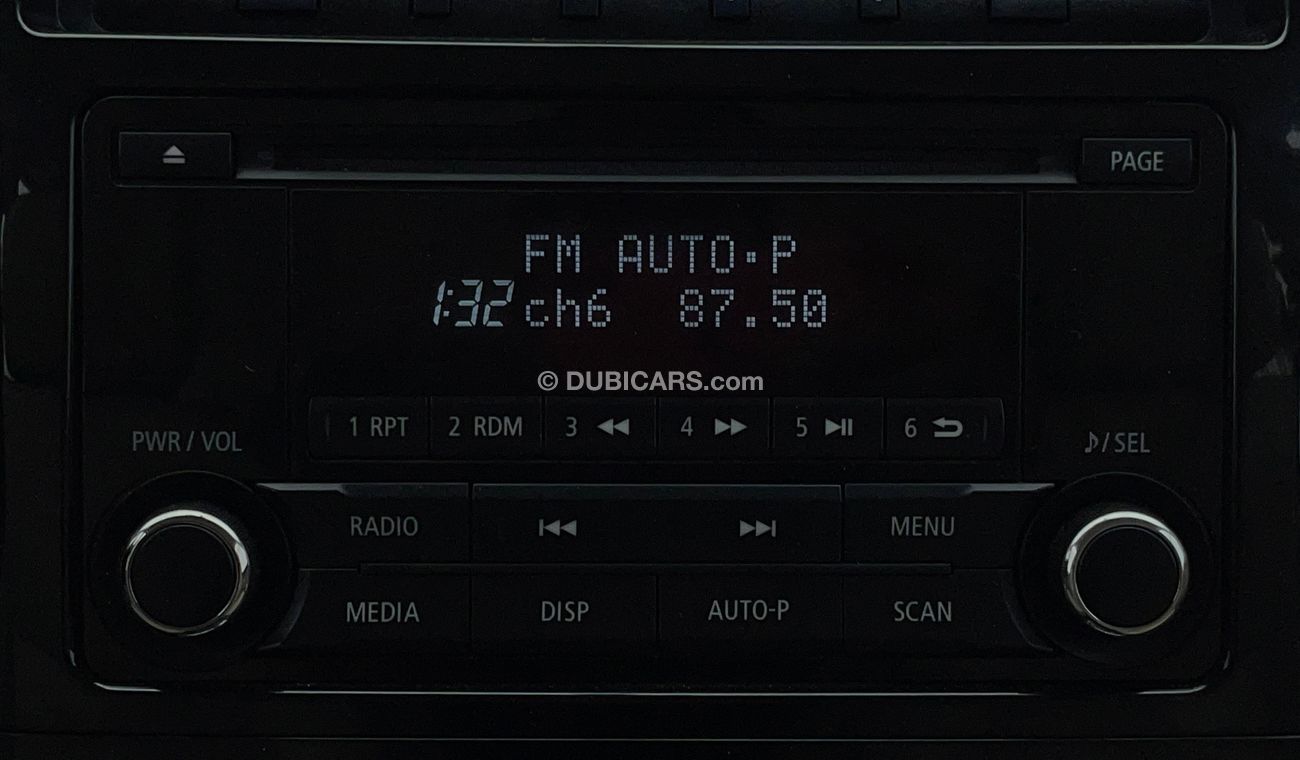 PAGE
FM AUTO·P
1:32 ch6 87.50
© DUBICARS.com
1 RPT 2 RDM 3 4 5 6
PWR / VOL
/ SEL
RADIO MENU
MEDIA DISP AUTO-P SCAN